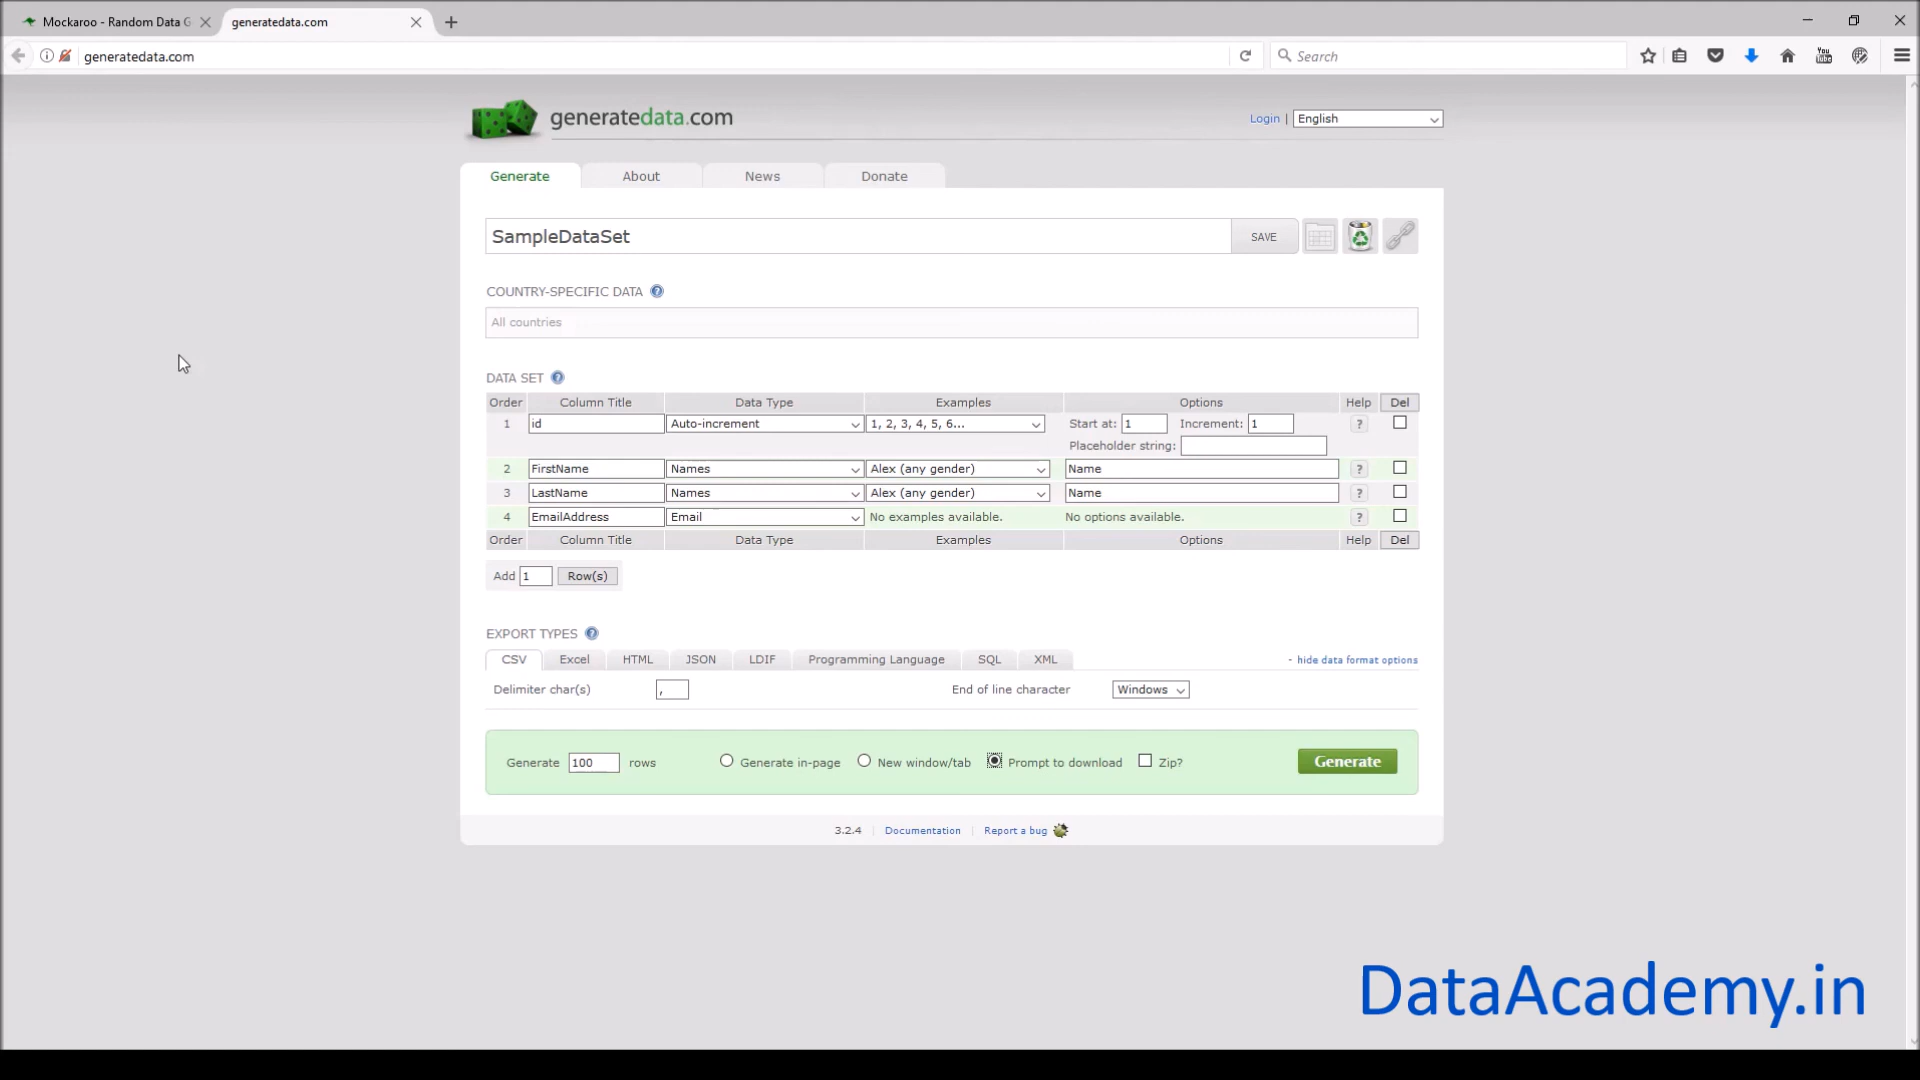 Mockaroo - Random Data G
generatedata.com
generatedata.com
Search
You
Tube
generatedata.com
Login | English
Generate About News Donate
SampleDataSet SAVE
COUNTRY-SPECIFIC DATA ?
All countries
DATA SET ?
Order Column Title Data Type Examples Options Help Del
1 id Auto-increment 1, 2, 3, 4, 5, 6... Start at: 1 Increment: 1 ?
Placeholder string:
2 FirstName Names Alex (any gender) Name ?
3 LastName Names Alex (any gender) Name ?
4 EmailAddress Email No examples available. No options available. ?
Order Column Title Data Type Examples Options Help Del
Add 1 Row(s)
EXPORT TYPES ?
CSV Excel HTML JSON LDIF Programming Language SQL XML - hide data format options
Delimiter char(s) , End of line character Windows
Generate 100 rows Generate in-page New window/tab Prompt to download Zip? Generate
3.2.4 | Documentation | Report a bug
DataAcademy.in